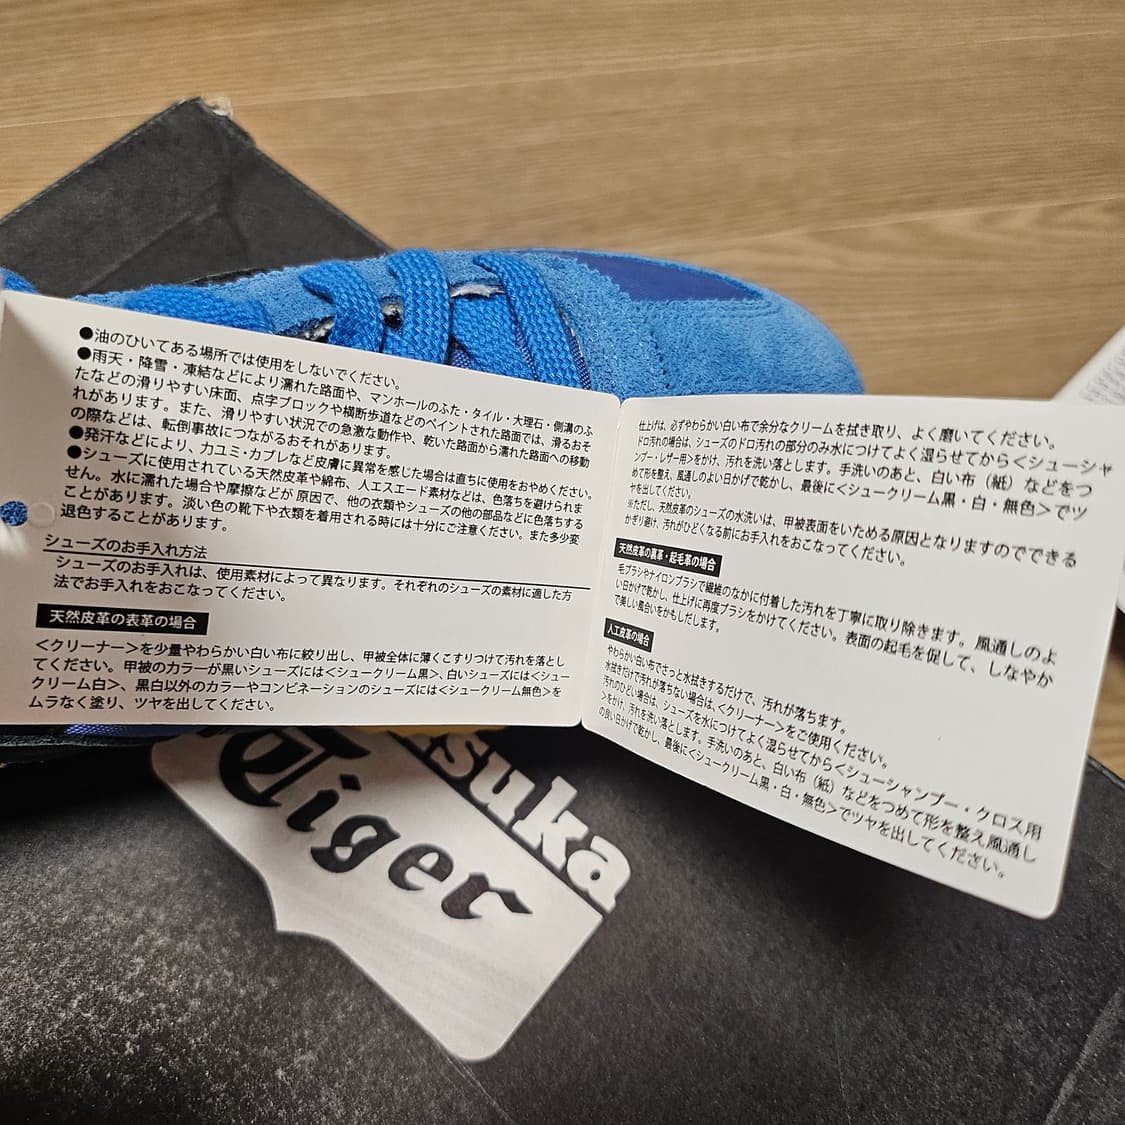 ●油のひいてある場所では使用をしないでください。
●雨天・降雪・凍結などにより濡れた路面や、マンホールのふた・タイル・大理石・側溝のふ
たなどの滑りやすい床面、点字ブロックや横断歩道などのペイントされた路面では、滑るおそ
れがあります。また、滑りやすい状況での急激な動作や、乾いた路面から濡れた路面への移動
の際などは、転倒事故につながるおそれがあります。
●発汗などにより、カユミ・カブレなど皮膚に異常を感じた場合は直ちに使用をおやめください。
●シューズに使用されている天然皮革や綿布、人工スエード素材などは、色落ちを避けられま
せん。水に濡れた場合や摩擦などが原因で、他の衣類やシューズの他の部品などに色落ちする
ことがあります。淡い色の靴下や衣類を着用される時には十分にご注意ください。また多少変
退色することがあります。
シューズのお手入れ方法
シューズのお手入れは、使用素材によって異なります。それぞれのシューズの素材に適した方
法でお手入れをおこなってください。
天然皮革の表革の場合
＜クリーナー＞を少量やわらかい白い布に絞り出し、甲被全体に薄くこすりつけて汚れを落とし
てください。甲被のカラーが黒いシューズには＜シュークリーム黒＞、白いシューズには＜シュー
クリーム白＞、黒白以外のカラーやコンビネーションのシューズには＜シュークリーム無色＞を
ムラなく塗り、ツヤを出してください。
仕上げは、必ずやわらかい白い布で余分なクリームを拭き取り、よく磨いてください。
ドロ汚れの場合は、シューズのドロ汚れの部分のみ水につけてよく湿らせてから＜シューシャ
ンプー・レザー用＞をかけ、汚れを洗い落とします。手洗いのあと、白い布（紙）などをつ
めて形を整え、風通しのよい日かげで乾かし、最後に＜シュークリーム黒・白・無色＞でツ
ヤを出してください。
※ただし、天然皮革のシューズの水洗いは、甲被表面をいためる原因となりますのでできる
かぎり避け、汚れがひどくなる前にお手入れをおこなってください。
天然皮革の裏革・起毛革の場合
毛ブラシやナイロンブラシで繊維のなかに付着した汚れを丁寧に取り除きます。風通しのよ
い日かげで乾かし、仕上げに再度ブラシをかけてください。表面の起毛を促して、しなやか
で美しい風合いをかもしだします。
人工皮革の場合
やわらかい白い布でさっと水拭きするだけで、汚れが落ちます。
水拭きだけで汚れが落ちない場合は、＜クリーナー＞をご使用ください。
汚れのひどい場合は、シューズを水につけてよく湿らせてから＜シューシャンプー・クロス用
＞をかけ、汚れを洗い落とします。手洗いのあと、白い布（紙）などをつめて形を整え風通し
の良い日かげで乾かし、最後に＜シュークリーム黒・白・無色＞でツヤを出してください。
suka
Tiger